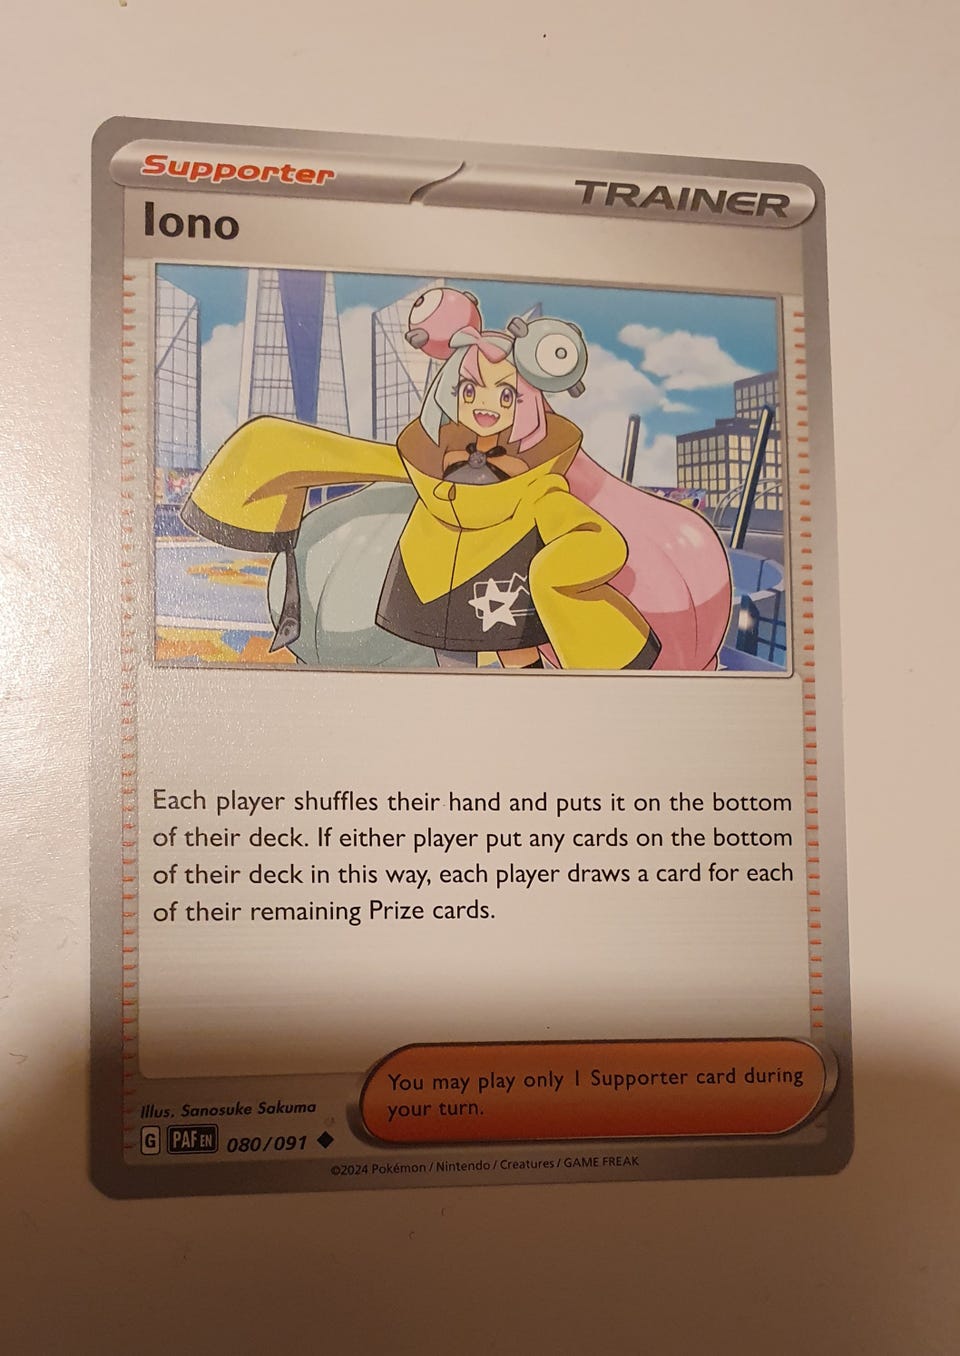 Supporter
TRAINER
Iono
Each player shuffles their hand and puts it on the bottom
of their deck. If either player put any cards on the bottom
of their deck in this way, each player draws a card for each
of their remaining Prize cards.
You may play only 1 Supporter card during
your turn.
Illus. Sanosuke Sakuma
G PAF EN 080/091
©2024 Pokémon / Nintendo / Creatures / GAME FREAK